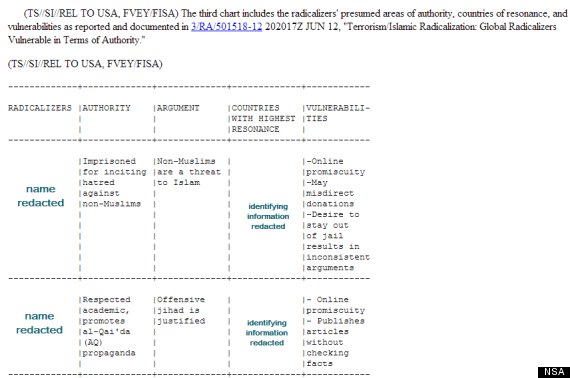 (TS//SI//REL TO USA, FVEY/FISA) The third chart includes the radicalizers' presumed areas of authority, countries of resonance, and
vulnerabilities as reported and documented in 3/RA/501518-12 202017Z JUN 12, "Terrorism/Islamic Radicalization: Global Radicalizers
Vulnerable in Terms of Authority."
(TS//SI//REL TO USA, FVEY/FISA)
------------+-----------+-----------+-----------+-----------
RADICALIZERS |AUTHORITY |ARGUMENT |COUNTRIES |VULNERABILI-
| | |WITH HIGHEST |TIES
| | |RESONANCE |
------------+-----------+-----------+-----------+-----------
name
redacted
|Imprisoned |Non-Muslims | |-Online
|for inciting |are a threat | |promiscuity
|hatred |to Islam | |-May
|against | | |misdirect
|non-Muslims | | |donations
| | | |-Desire to
| | | |stay out
| | | |of jail
| | | |results in
| | | |inconsistent
| | | |arguments
identifying
information
redacted
------------+-----------+-----------+-----------+-----------
name
redacted
|Respected |Offensive | |- Online
|academic, |jihad is | |promiscuity
|promotes |justified | |- Publishes
|al-Qai'da | | |articles
|(AQ) | | |without
|propaganda | | |checking
| | | |facts
identifying
information
redacted
------------+-----------+-----------+-----------+-----------
NSA